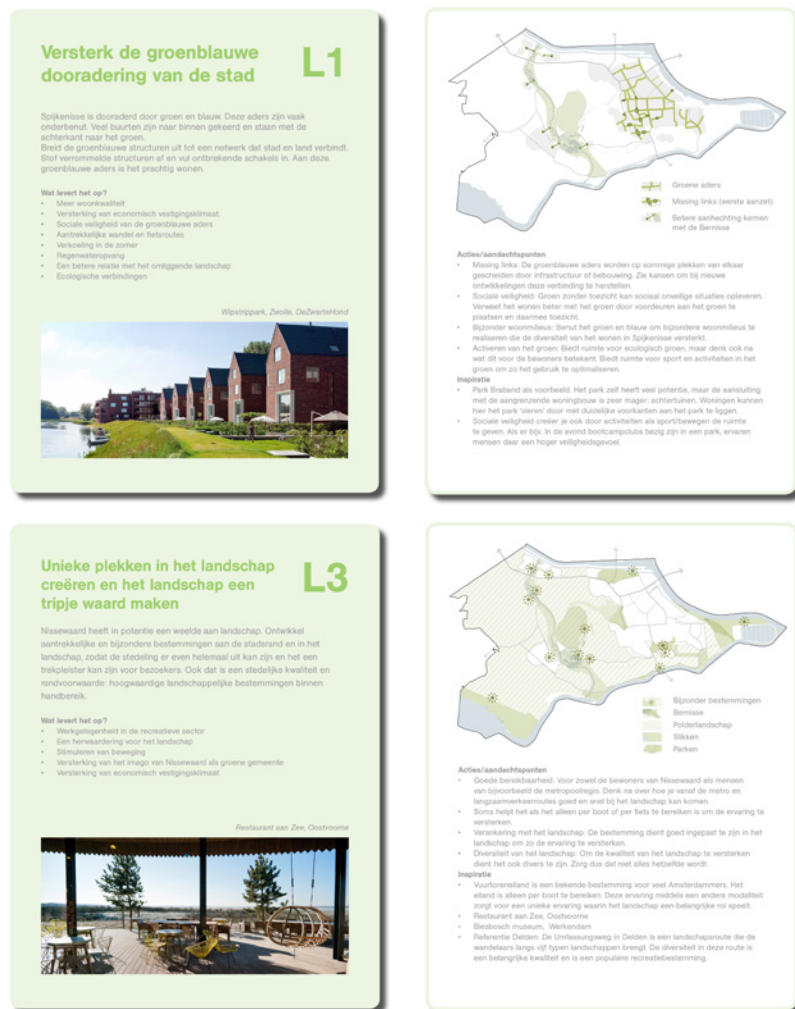 Versterk de groenblauwe
dooradering van de stad
L1
Spijkenisse is dooraderd door groen en blauw. Deze aders zijn vaak
onderbenut. Veel buurten zijn naar binnen gekeerd en staan met de
achterkant naar het groen.
Breid de groenblauwe structuren uit tot een netwerk dat stad en land verbindt.
Stof verrommelde structuren af en vul ontbrekende schakels in. Aan deze
groenblauwe aders is het prachtig wonen.
Wat levert het op?
• Meer woonkwaliteit
• Versterking van economisch vestigingsklimaat.
• Sociale veiligheid van de groenblauwe aders
• Aantrekkelijke wandel en fietsroutes
• Verkoeling in de zomer
• Regenwateropvang
• Een betere relatie met het omliggende landschap
• Ecologische verbindingen
Wipstrippark, Zwolle, DeZwarteHond
Groene aders
Missing links (eerste aanzet)
Betere aanhechting kernen
met de Bernisse
Acties/aandachtspunten
• Missing links: De groenblauwe aders worden op sommige plekken van elkaar
gescheiden door infrastructuur of bebouwing. Zie kansen om bij nieuwe
ontwikkelingen deze verbinding te herstellen.
• Sociale veiligheid: Groen zonder toezicht kan sociaal onveilige situaties opleveren.
Verweef het wonen beter met het groen door voordeuren aan het groen te
plaatsen en daarmee toezicht.
• Bijzonder woonmilieus: Benut het groen en blauw om bijzondere woonmilieus te
realiseren die de diversiteit van het wonen in Spijkenisse versterkt.
• Activeren van het groen: Biedt ruimte voor ecologisch groen, maar denk ook na
wat dit voor de bewoners betekent. Biedt ruimte voor sport en activiteiten in het
groen om zo het gebruik te optimaliseren.
Inspiratie
• Park Braband als voorbeeld. Het park zelf heeft veel potentie, maar de aansluiting
met de aangrenzende woningbouw is zeer mager: achtertuinen. Woningen kunnen
hier het park 'vieren' door met duidelijke voorkanten aan het park te liggen.
• Sociale veiligheid creëer je ook door activiteiten als sport/bewegen de ruimte
te geven. Als er bijv. in de avond bootcampclubs bezig zijn in een park, ervaren
mensen daar een hoger veiligheidsgevoel.
Unieke plekken in het landschap
creëren en het landschap een
tripje waard maken
L3
Nissewaard heeft in potentie een weelde aan landschap. Ontwikkel
aantrekkelijke en bijzondere bestemmingen aan de stadsrand en in het
landschap, zodat de stedeling er even helemaal uit kan zijn en het een
trekpleister kan zijn voor bezoekers. Ook dat is een stedelijke kwaliteit en
randvoorwaarde: hoogwaardige landschappelijke bestemmingen binnen
handbereik.
Wat levert het op?
• Werkgelegenheid in de recreatieve sector
• Een herwaardering voor het landschap
• Stimuleren van beweging
• Versterking van het imago van Nissewaard als groene gemeente
• Versterking van economisch vestigingsklimaat
Restaurant aan Zee, Oostvoorne
Bijzonder bestemmingen
Bernisse
Polderlandschap
Slikken
Parken
Acties/aandachtspunten
• Goede bereikbaarheid: Voor zowel de bewoners van Nissewaard als mensen
van bijvoorbeeld de metropoolregio. Denk na over hoe je vanaf de metro en
langzaamverkeerroutes goed en snel bij het landschap kan komen.
• Soms helpt het als het alleen per boot of per fiets te bereiken is om de ervaring te
versterken.
• Verankering met het landschap: De bestemming dient goed ingepast te zijn in het
landschap om zo de ervaring te versterken.
• Diversiteit van het landschap: Om de kwaliteit van het landschap te versterken
dient het ook divers te zijn. Zorg dus dat niet alles hetzelfde wordt.
Inspiratie
• Vuurtoreneiland is een bekende bestemming voor veel Amsterdammers. Het
eiland is alleen per boot te bereiken. Deze ervaring middels een andere modaliteit
zorgt voor een unieke ervaring waarin het landschap een belangrijke rol speelt.
• Restaurant aan Zee, Oostvoorne
• Biesbosch museum, Werkendam
• Referentie Delden: De Umfassungsweg in Delden is een landschapsroute die de
wandelaars langs vijf typen landschappen brengt. De diversiteit in deze route is
een belangrijke kwaliteit en is een populaire recreatiebestemming.